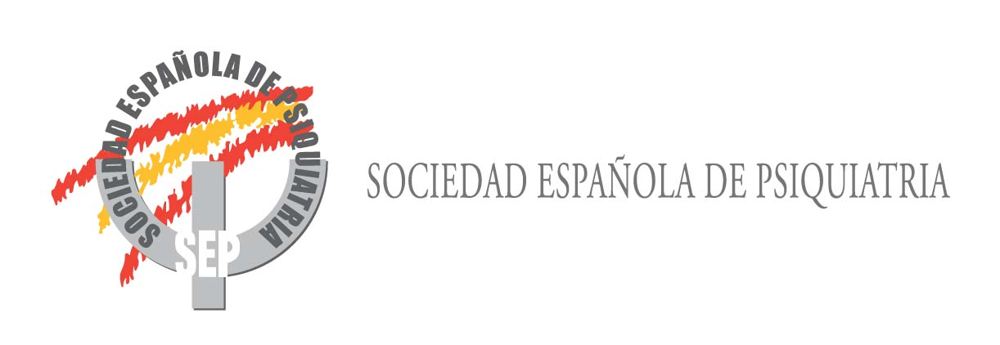 SOCIEDAD ESPAÑOLA DE PSIQUIATRIA
SEP
SOCIEDAD ESPAÑOLA DE PSIQUIATRIA